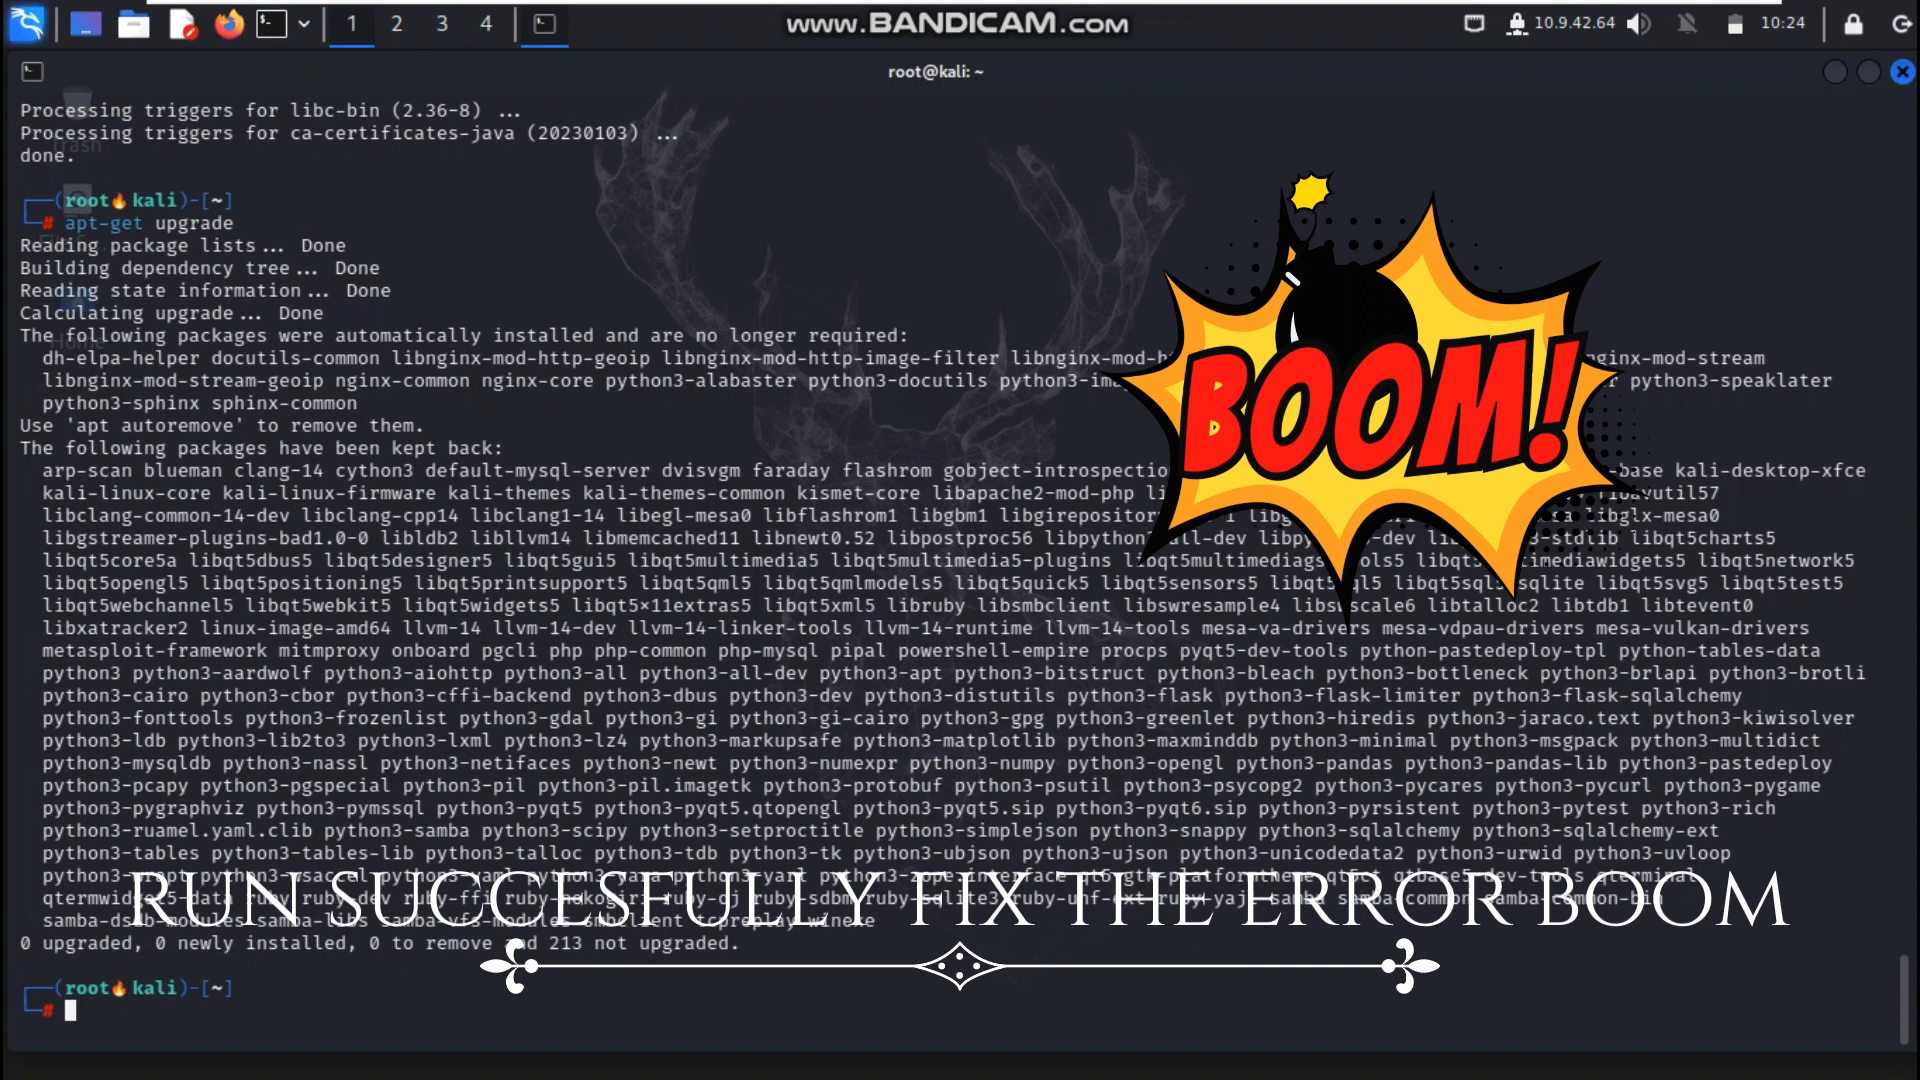 1 2 3 4
www.BANDICAM.com
10.9.42.64
10:24
root@kali: ~
Processing triggers for libc-bin (2.36-8) ...
Processing triggers for ca-certificates-java (20230103) ...
Trash
done.
┌──(root🔥kali)-[~]
└─# apt-get upgrade
Reading package lists... Done
Building dependency tree... Done
Reading state information... Done
Calculating upgrade... Done
The following packages were automatically installed and are no longer required:
Home
dh-elpa-helper docutils-common libnginx-mod-http-geoip libnginx-mod-http-image-filter
libnginx-mod-stream-geoip nginx-common nginx-core python3-alabaster python3-docutils python3-speaklater
python3-sphinx sphinx-common
BOOM!
Use 'apt autoremove' to remove them.
The following packages have been kept back:
arp-scan blueman clang-14 cython3 default-mysql-server dvisvgm faraday flashrom kali-desktop-xfce
kali-linux-core kali-linux-firmware kali-themes kali-themes-common kismet-core libapache2-mod-php
libclang-common-14-dev libclang-cpp14 libclang1-14 libegl-mesa0 libflashrom1 libgbm1 libglx-mesa0
libgstreamer-plugins-bad1.0-0 libldb2 libllvm14 libmemcached11 libnewt0.52 libpostproc56 libqt5charts5
libqt5core5a libqt5dbus5 libqt5designer5 libqt5gui5 libqt5multimedia5 libqt5multimedia5-plugins libqt5network5
libqt5opengl5 libqt5positioning5 libqt5printsupport5 libqt5qml5 libqt5qmlmodels5 libqt5quick5 libqt5sensors5 libqt5svg5 libqt5test5
libqt5webchannel5 libqt5webkit5 libqt5widgets5 libqt5x11extras5 libqt5xml5 libruby libsmbclient libswresample4 libswscale6 libtalloc2 libtdb1 libtevent0
libxatracker2 linux-image-amd64 llvm-14 llvm-14-dev llvm-14-linker-tools llvm-14-runtime llvm-14-tools mesa-va-drivers mesa-vdpau-drivers mesa-vulkan-drivers
metasploit-framework mitmproxy onboard pgcli php php-common php-mysql pipal powershell-empire procps pyqt5-dev-tools python-pastedeploy-tpl python-tables-data
python3 python3-aardwolf python3-aiohttp python3-all python3-all-dev python3-apt python3-bitstruct python3-bleach python3-bottleneck python3-brlapi python3-brotli
python3-cairo python3-cbor python3-cffi-backend python3-dbus python3-dev python3-distutils python3-flask python3-flask-limiter python3-flask-sqlalchemy
python3-fonttools python3-frozenlist python3-gdal python3-gi python3-gi-cairo python3-gpg python3-greenlet python3-hiredis python3-jaraco.text python3-kiwisolver
python3-ldb python3-lib2to3 python3-lxml python3-lz4 python3-markupsafe python3-matplotlib python3-maxminddb python3-minimal python3-msgpack python3-multidict
python3-mysqldb python3-nassl python3-netifaces python3-newt python3-numexpr python3-numpy python3-opengl python3-pandas python3-pandas-lib python3-pastedeploy
python3-pcapy python3-pgspecial python3-pil python3-pil.imagetk python3-protobuf python3-psutil python3-psycopg2 python3-pycares python3-pycurl python3-pygame
python3-pygraphviz python3-pymssql python3-pyqt5 python3-pyqt5.qtopengl python3-pyqt5.sip python3-pyqt6.sip python3-pyrsistent python3-pytest python3-rich
python3-ruamel.yaml.clib python3-samba python3-scipy python3-setproctitle python3-simplejson python3-snappy python3-sqlalchemy python3-sqlalchemy-ext
python3-tables python3-tables-lib python3-talloc python3-tdb python3-tk python3-ubjson python3-ujson python3-unicodedata2 python3-urwid python3-uvloop
RUN SUCCESFULLY FIX THE ERROR BOOM
0 upgraded, 0 newly installed, 0 to remove and 213 not upgraded.
┌──(root🔥kali)-[~]
└─#